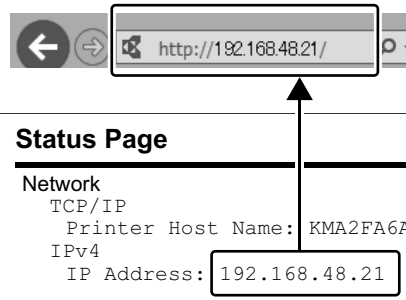 http://192.168.48.21/
Status Page
Network
TCP/IP
Printer Host Name: KMA2FA6A
IPv4
IP Address: 192.168.48.21